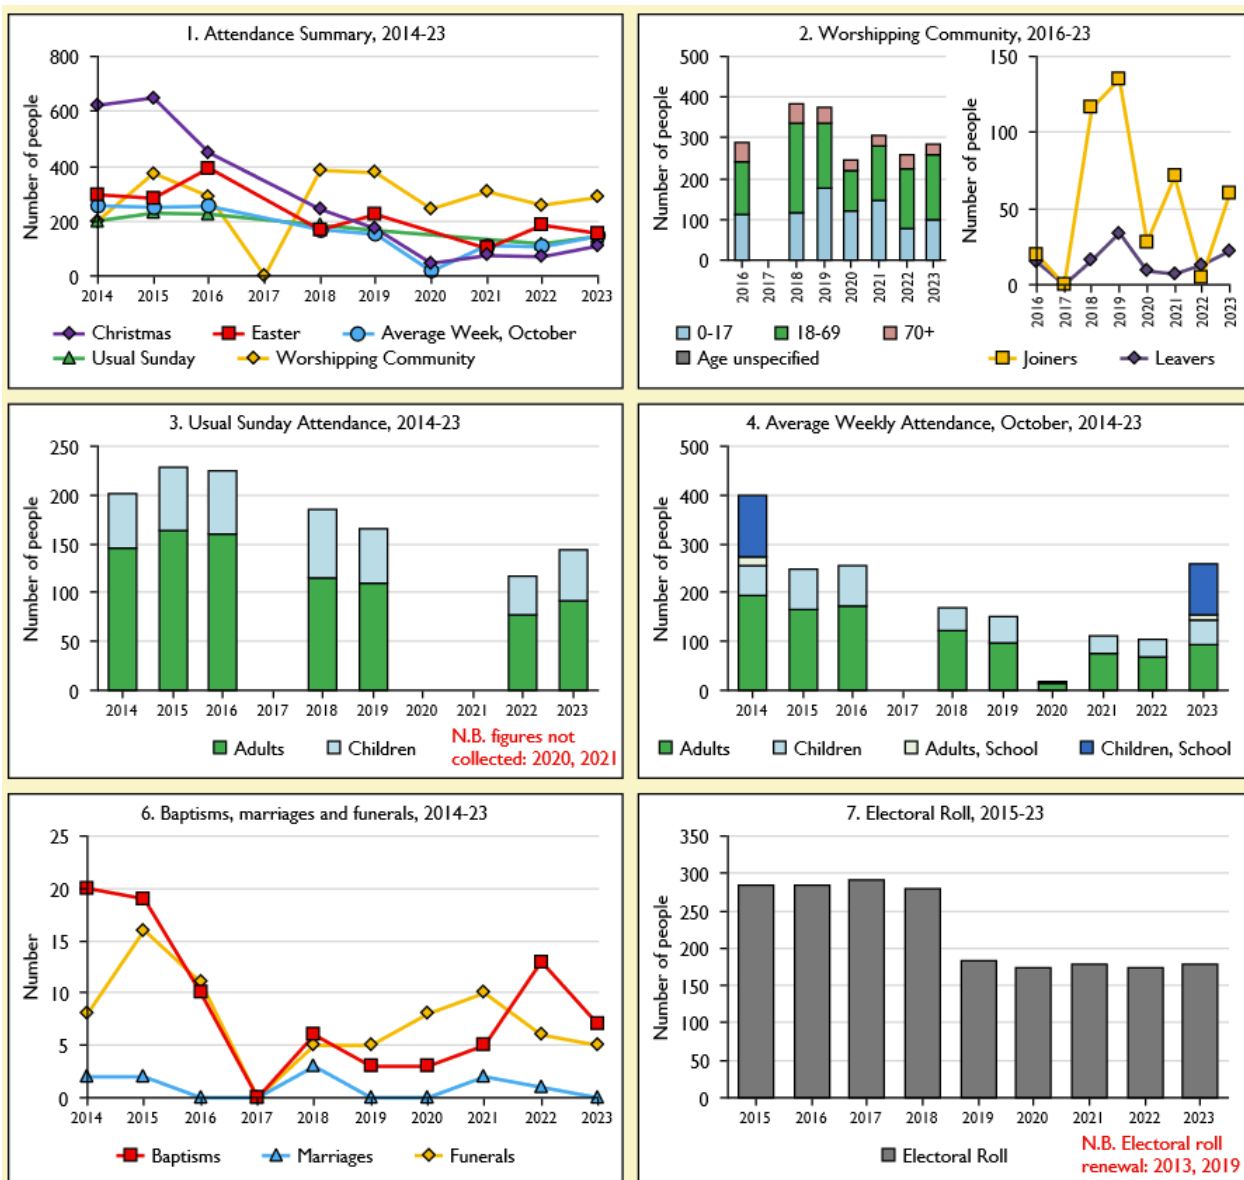 1. Attendance Summary, 2014-23
Number of people
800
600
400
200
0
2014 2015 2016 2017 2018 2019 2020 2021 2022 2023
Christmas Easter Average Week, October
Usual Sunday Worshipping Community
2. Worshipping Community, 2016-23
Number of people
500
400
300
200
100
0
2016 2017 2018 2019 2020 2021 2022 2023
0-17 18-69 70+
Age unspecified
Number of people
150
100
50
0
2016 2017 2018 2019 2020 2021 2022 2023
Joiners Leavers
3. Usual Sunday Attendance, 2014-23
Number of people
250
200
150
100
50
0
2014 2015 2016 2017 2018 2019 2020 2021 2022 2023
Adults Children
N.B. figures not
collected: 2020, 2021
4. Average Weekly Attendance, October, 2014-23
Number of people
500
400
300
200
100
0
2014 2015 2016 2017 2018 2019 2020 2021 2022 2023
Adults Children Adults, School Children, School
6. Baptisms, marriages and funerals, 2014-23
Number
25
20
15
10
5
0
2014 2015 2016 2017 2018 2019 2020 2021 2022 2023
Baptisms Marriages Funerals
7. Electoral Roll, 2015-23
Number of people
350
300
250
200
150
100
50
0
2015 2016 2017 2018 2019 2020 2021 2022 2023
Electoral Roll
N.B. Electoral roll
renewal: 2013, 2019